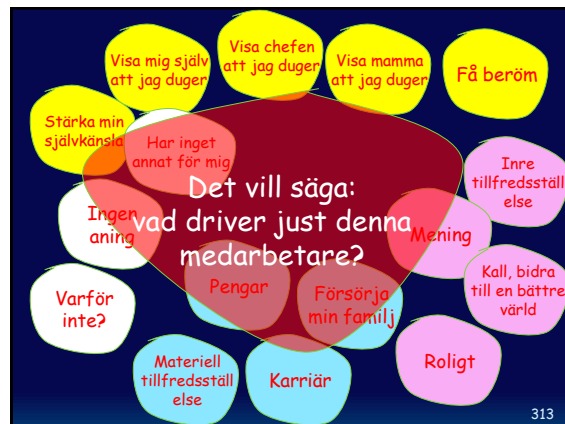 Visa mig själv
att jag duger
Visa chefen
att jag duger
Visa mamma
att jag duger
Få beröm
Stärka min
självkänsla
Har inget
annat för mig
Inre
tillfredsställ
else
Det vill säga:
vad driver just denna
medarbetare?
Ingen
aning
Mening
Kall, bidra
till en bättre
värld
Varför
inte?
Pengar
Försörja
min familj
Roligt
Materiell
tillfredsställ
else
Karriär
313